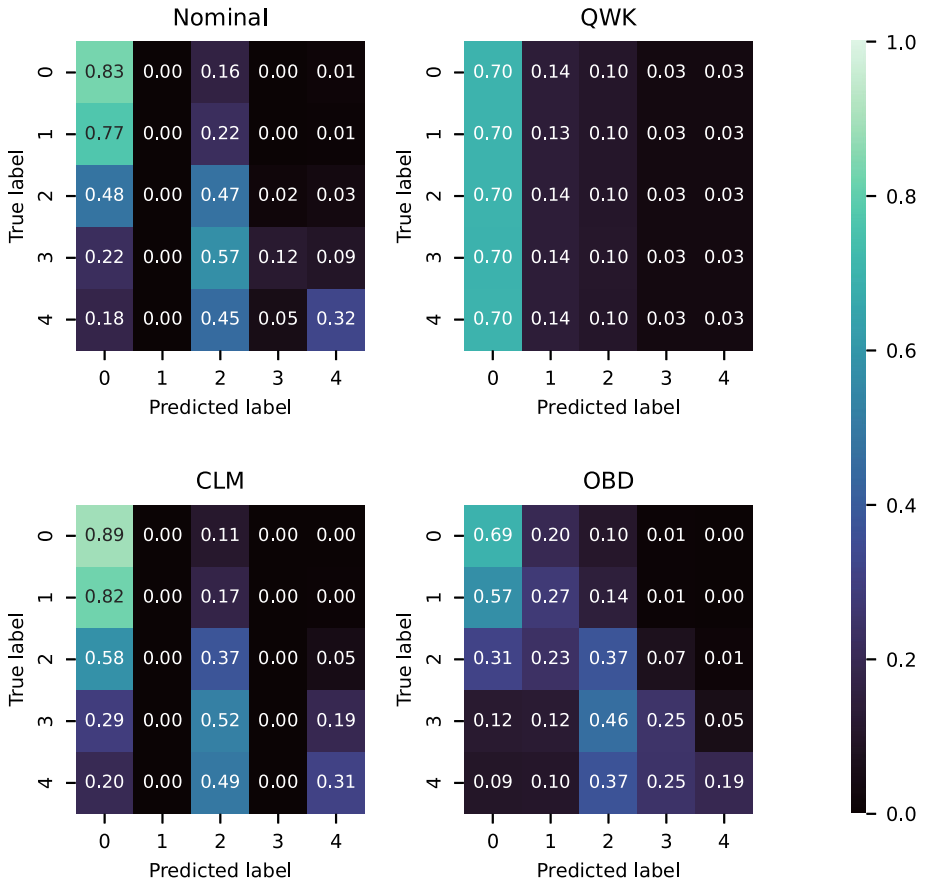 Nominal
QWK
0 0.83 0.00 0.16 0.00 0.01
1 0.77 0.00 0.22 0.00 0.01
2 0.48 0.00 0.47 0.02 0.03
3 0.22 0.00 0.57 0.12 0.09
4 0.18 0.00 0.45 0.05 0.32
0 1 2 3 4
True label
Predicted label
0 0.70 0.14 0.10 0.03 0.03
1 0.70 0.13 0.10 0.03 0.03
2 0.70 0.14 0.10 0.03 0.03
3 0.70 0.14 0.10 0.03 0.03
4 0.70 0.14 0.10 0.03 0.03
0 1 2 3 4
True label
Predicted label
CLM
OBD
0 0.89 0.00 0.11 0.00 0.00
1 0.82 0.00 0.17 0.00 0.00
2 0.58 0.00 0.37 0.00 0.05
3 0.29 0.00 0.52 0.00 0.19
4 0.20 0.00 0.49 0.00 0.31
0 1 2 3 4
True label
Predicted label
0 0.69 0.20 0.10 0.01 0.00
1 0.57 0.27 0.14 0.01 0.00
2 0.31 0.23 0.37 0.07 0.01
3 0.12 0.12 0.46 0.25 0.05
4 0.09 0.10 0.37 0.25 0.19
0 1 2 3 4
True label
Predicted label
1.0
0.8
0.6
0.4
0.2
0.0